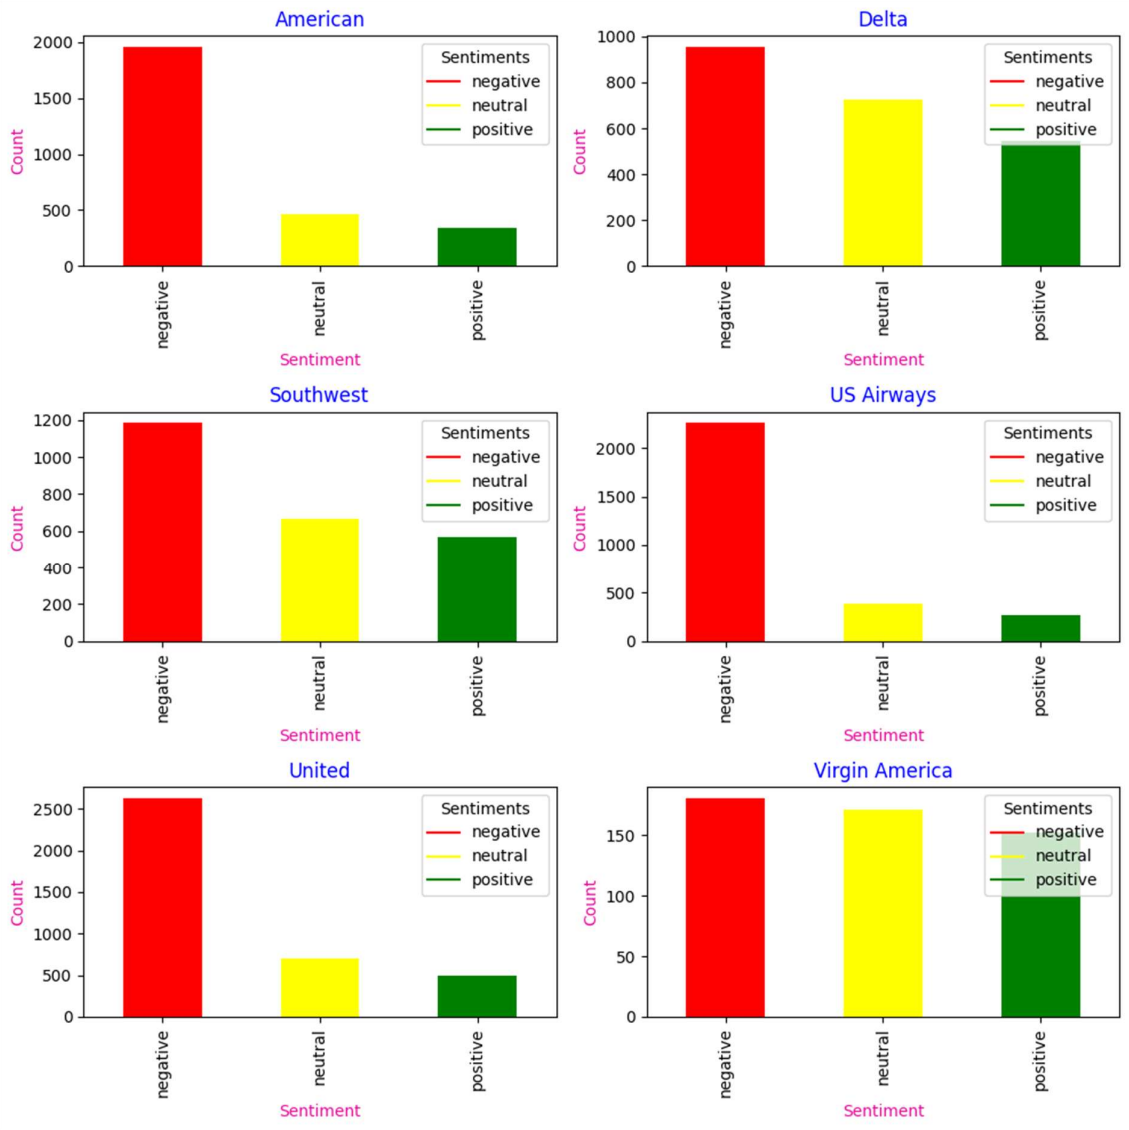 American
2000
1500
1000
500
0
Count
Sentiments
negative
neutral
positive
negative
neutral
positive
Sentiment
Delta
1000
800
600
400
200
0
Count
Sentiments
negative
neutral
positive
negative
neutral
positive
Sentiment
Southwest
1200
1000
800
600
400
200
0
Count
Sentiments
negative
neutral
positive
negative
neutral
positive
Sentiment
US Airways
2000
1500
1000
500
0
Count
Sentiments
negative
neutral
positive
negative
neutral
positive
Sentiment
United
2500
2000
1500
1000
500
0
Count
Sentiments
negative
neutral
positive
negative
neutral
positive
Sentiment
Virgin America
150
100
50
0
Count
Sentiments
negative
neutral
positive
negative
neutral
positive
Sentiment